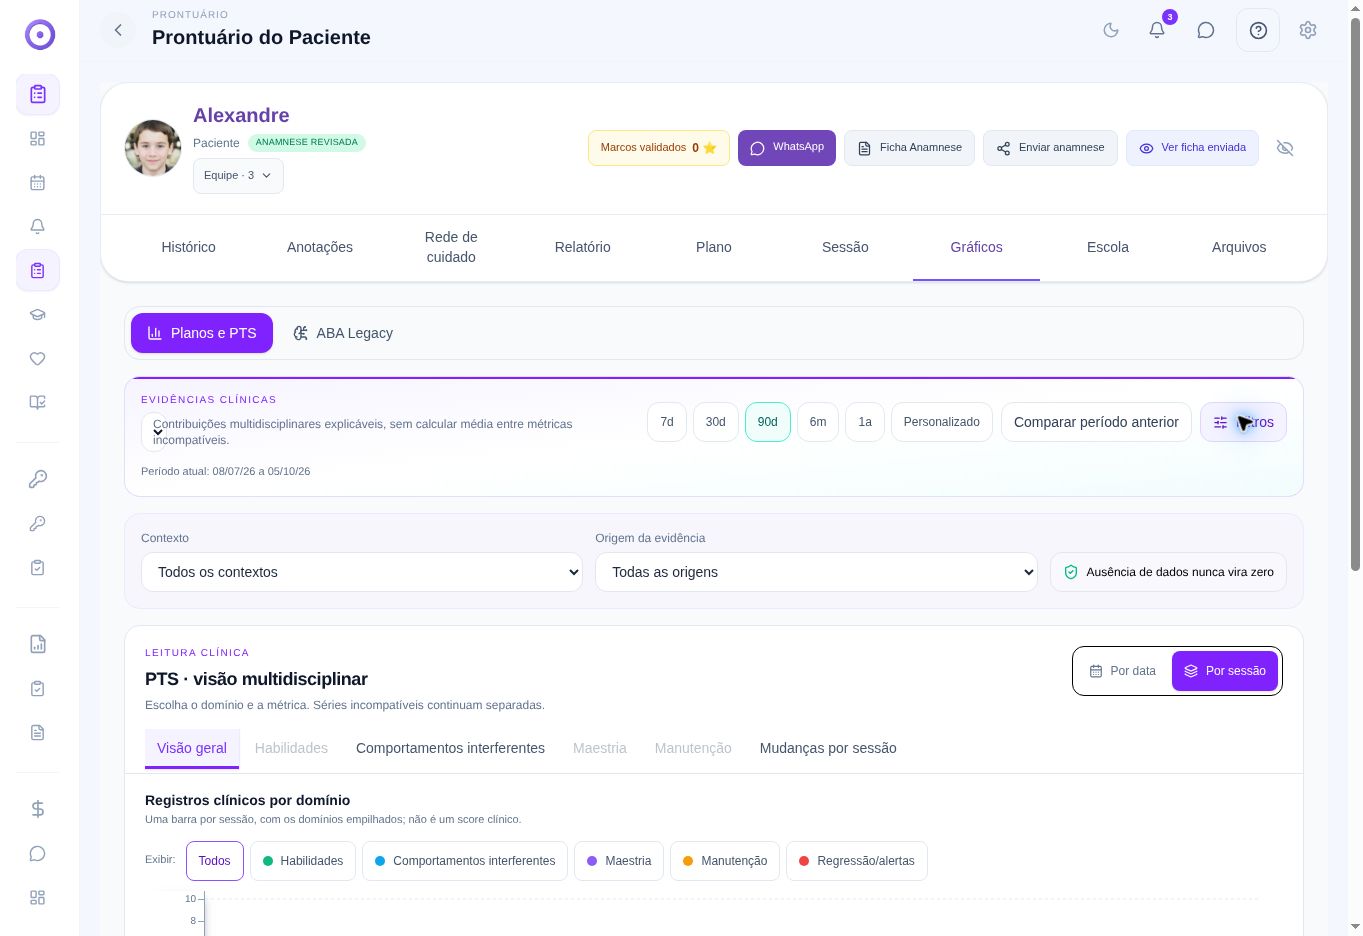 PRONTUÁRIO
Prontuário do Paciente
3
Alexandre
Paciente
ANAMNESE REVISADA
Equipe · 3
Marcos validados 0 ⭐
WhatsApp
Ficha Anamnese
Enviar anamnese
Ver ficha enviada
Histórico
Anotações
Rede de
cuidado
Relatório
Plano
Sessão
Gráficos
Escola
Arquivos
Planos e PTS
ABA Legacy
EVIDÊNCIAS CLÍNICAS
Contribuições multidisciplinares explicáveis, sem calcular média entre métricas
incompatíveis.
Período atual: 08/07/26 a 05/10/26
7d
30d
90d
6m
1a
Personalizado
Comparar período anterior
Contexto
Todos os contextos
Origem da evidência
Todas as origens
Ausência de dados nunca vira zero
LEITURA CLÍNICA
PTS · visão multidisciplinar
Escolha o domínio e a métrica. Séries incompatíveis continuam separadas.
Por data
Por sessão
Visão geral
Habilidades
Comportamentos interferentes
Maestria
Manutenção
Mudanças por sessão
Registros clínicos por domínio
Uma barra por sessão, com os domínios empilhados; não é um score clínico.
Exibir:
Todos
Habilidades
Comportamentos interferentes
Maestria
Manutenção
Regressão/alertas
10
8